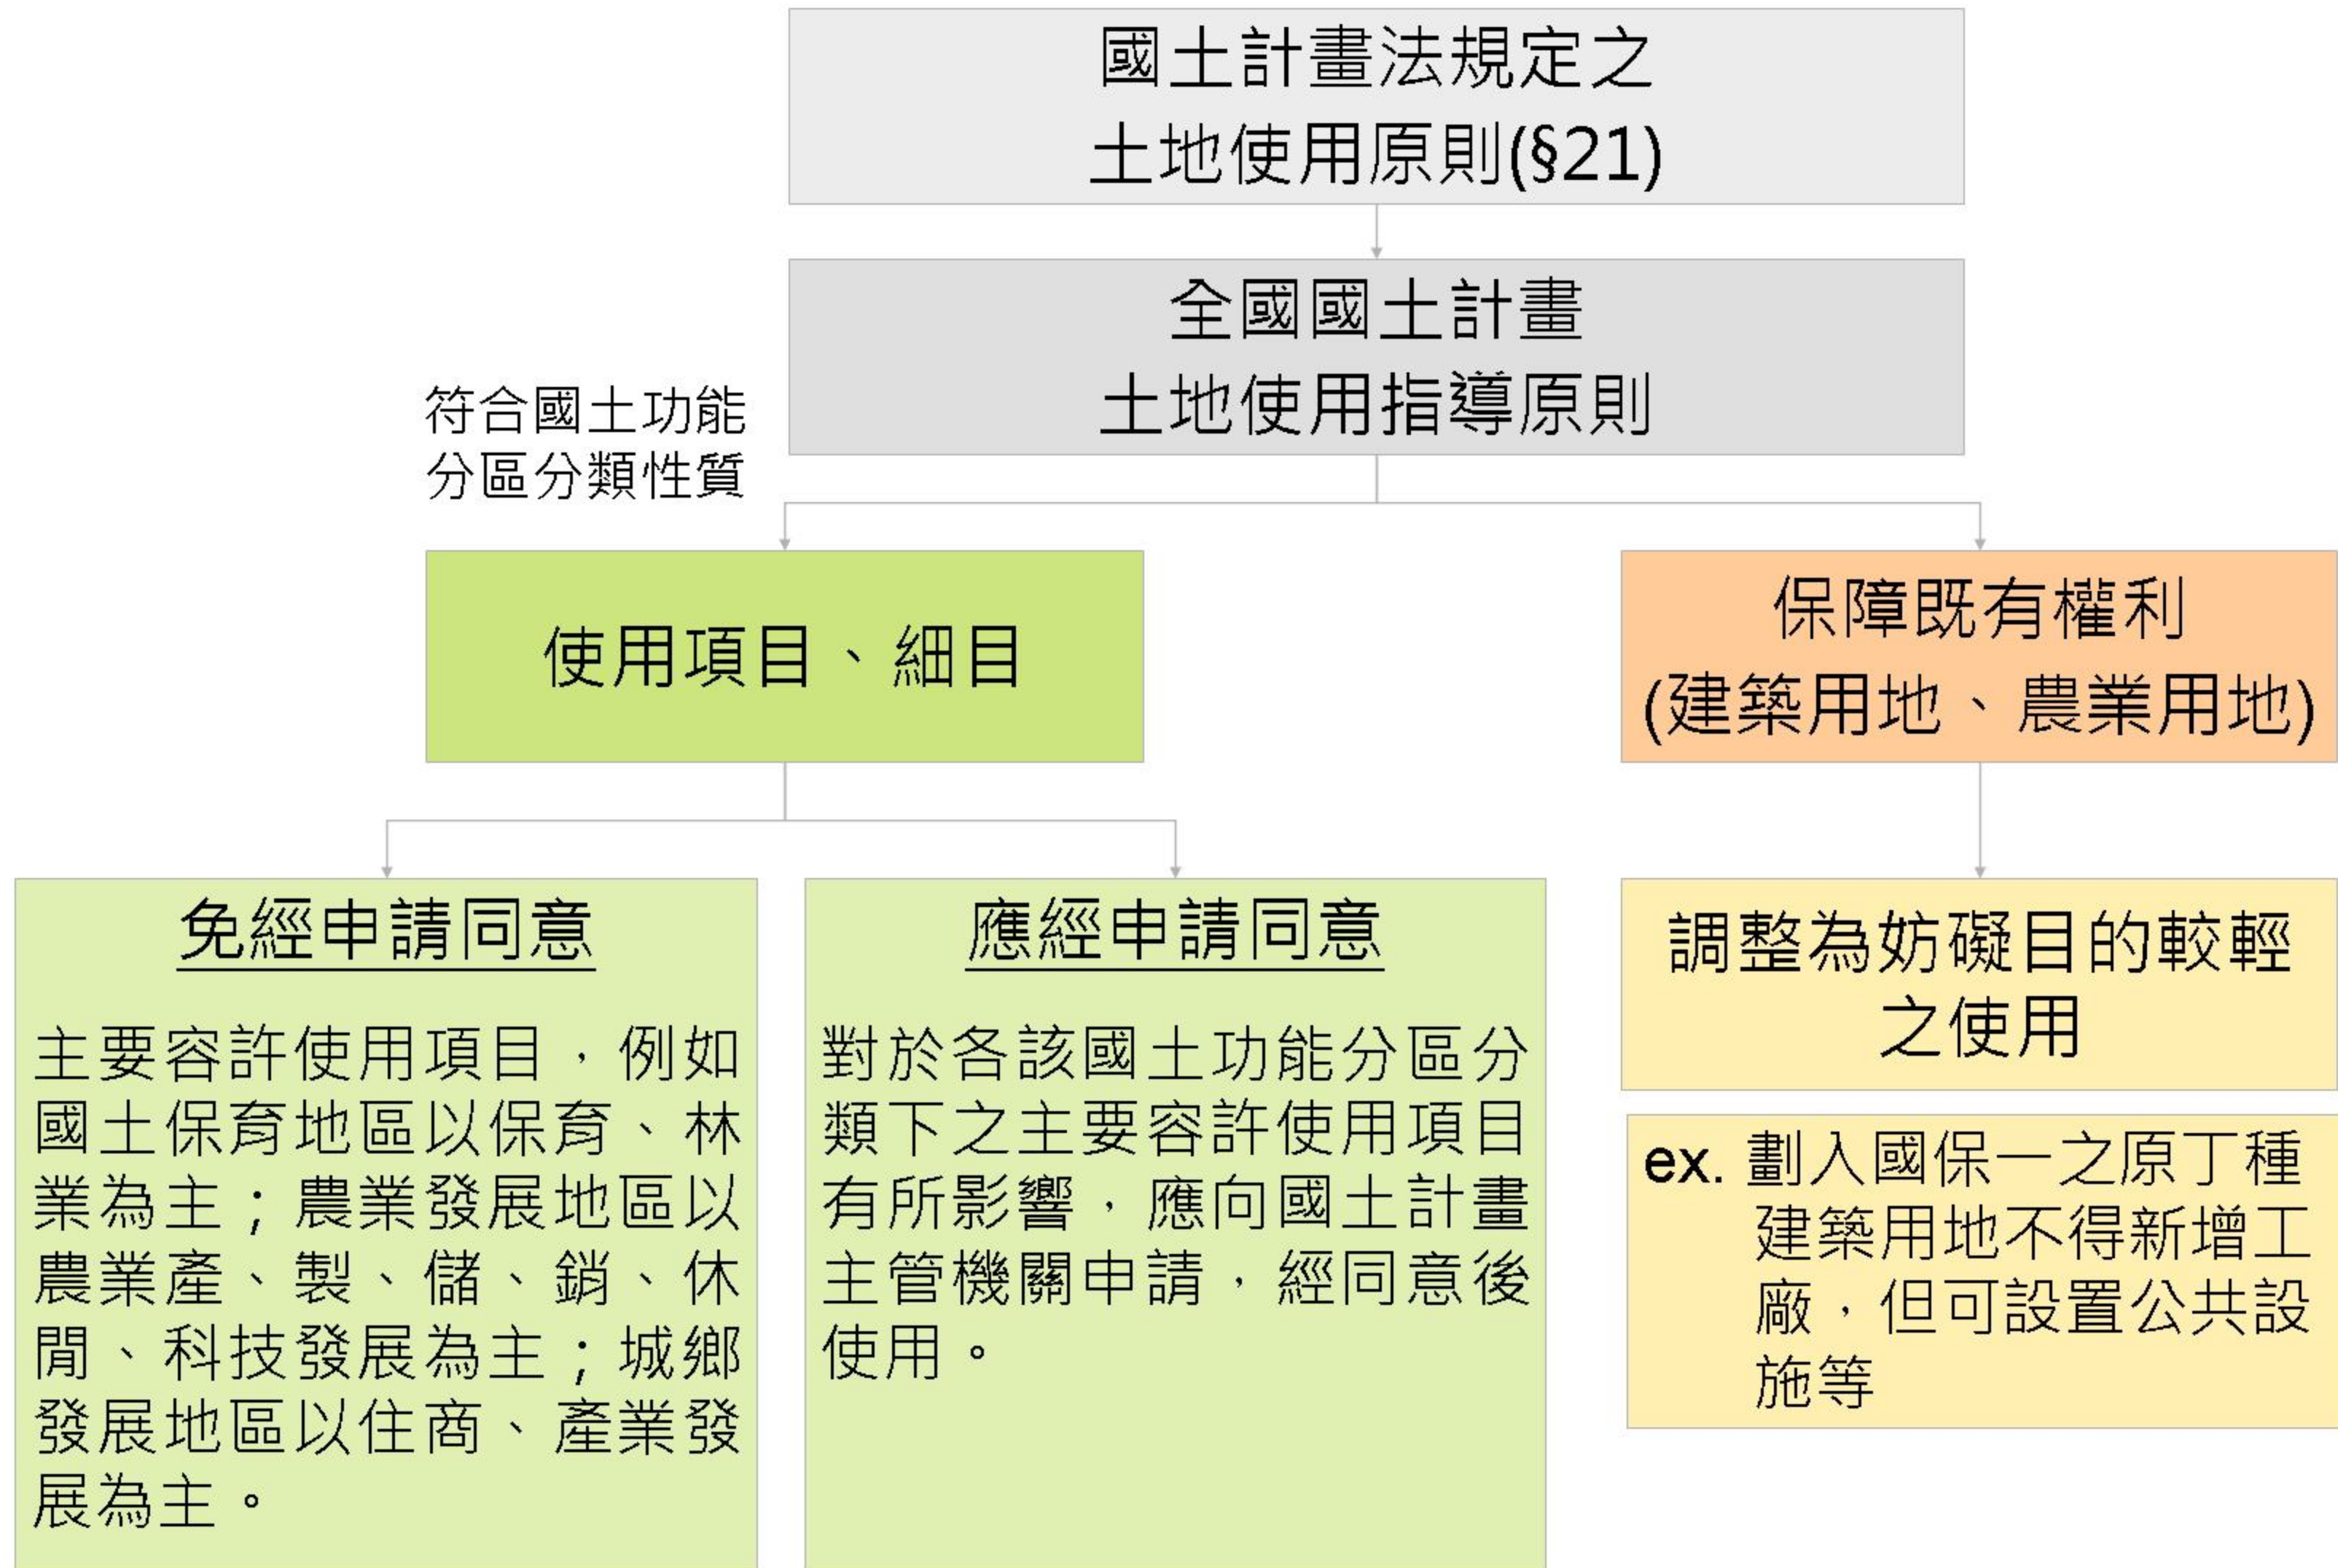 國土計畫法規定之
土地使用原則(§21)
全國國土計畫
土地使用指導原則
符合國土功能
分區分類性質
使用項目、細目
保障既有權利
(建築用地、農業用地)
免經申請同意
主要容許使用項目，例如
國土保育地區以保育、林
業為主；農業發展地區以
農業產、製、儲、銷、休
閒、科技發展為主；城鄉
發展地區以住商、產業發
展為主。
應經申請同意
對於各該國土功能分區分
類下之主要容許使用項目
有所影響，應向國土計畫
主管機關申請，經同意後
使用。
調整為妨礙目的較輕
之使用
ex. 劃入國保一之原丁種
建築用地不得新增工
廠，但可設置公共設
施等